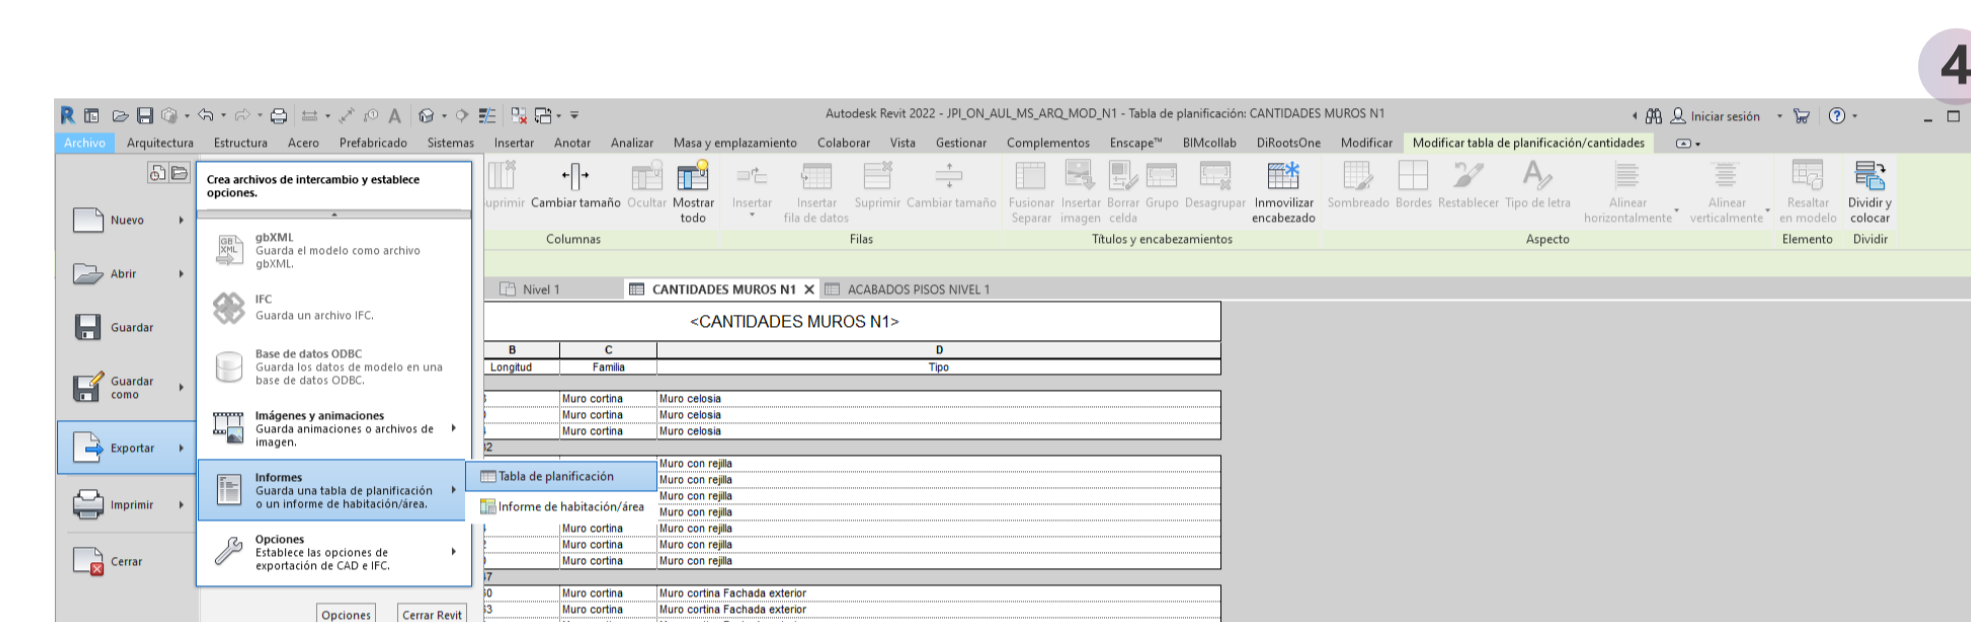 4
Autodesk Revit 2022 - JPI_ON_AUL_MS_ARQ_MOD_N1 - Tabla de planificación: CANTIDADES MUROS N1
Iniciar sesión
Archivo Arquitectura Estructura Acero Prefabricado Sistemas Insertar Anotar Analizar Masa y emplazamiento Colaborar Vista Gestionar Complementos Enscape™ BIMcollab DiRootsOne Modificar Modificar tabla de planificación/cantidades
Crea archivos de intercambio y establece
opciones.
Nuevo
Abrir
Guardar
Guardar
como
Exportar
Imprimir
Cerrar
gbXML
Guarda el modelo como archivo
gbXML.
IFC
Guarda un archivo IFC.
Base de datos ODBC
Guarda los datos de modelo en una
base de datos ODBC.
Imágenes y animaciones
Guarda animaciones o archivos de
imagen.
Informes
Guarda una tabla de planificación
o un informe de habitación/área.
Opciones
Establece las opciones de
exportación de CAD e IFC.
Opciones Cerrar Revit
Tabla de planificación
Informe de habitación/área
uprimir Cambiar tamaño Ocultar Mostrar
todo
Insertar
Insertar
fila de datos
Suprimir Cambiar tamaño
Fusionar
Separar
Insertar
imagen
Borrar
celda
Grupo Desagrupar
Inmovilizar
encabezado
Sombreado Bordes Restablecer Tipo de letra
Alinear
horizontalmente
Alinear
verticalmente
Resaltar
en modelo
Dividir y
colocar
Columnas Filas Títulos y encabezamientos Aspecto Elemento Dividir
Nivel 1 CANTIDADES MUROS N1 ACABADOS PISOS NIVEL 1
<CANTIDADES MUROS N1>
B C D
Longitud Familia Tipo
Muro cortina Muro celosia
Muro cortina Muro celosia
Muro cortina Muro celosia
Muro con rejilla
Muro con rejilla
Muro con rejilla
Muro con rejilla
Muro cortina Muro con rejilla
Muro cortina Muro con rejilla
Muro cortina Muro con rejilla
Muro cortina Muro cortina Fachada exterior
Muro cortina Muro cortina Fachada exterior